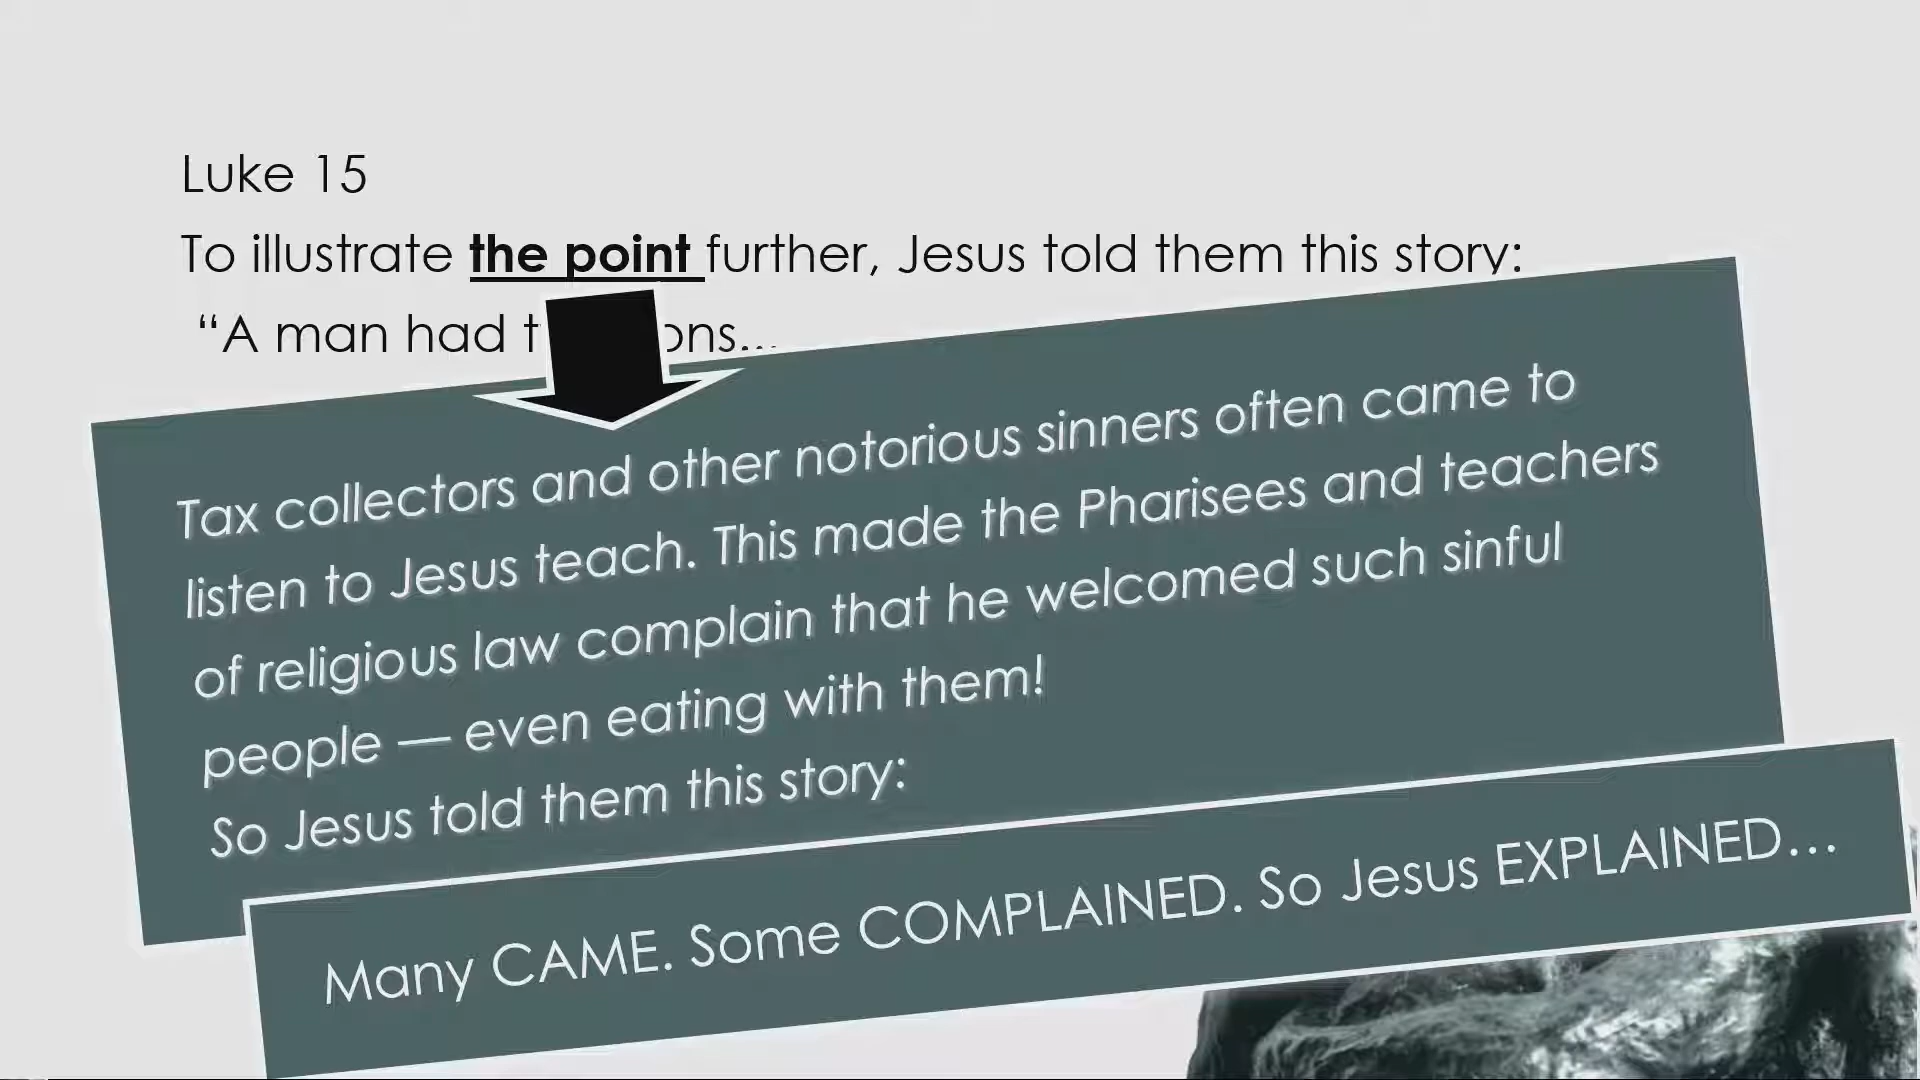 Luke 15
To illustrate the point further, Jesus told them this story:
“A man had
Tax collectors and other notorious sinners often came to
listen to Jesus teach. This made the Pharisees and teachers
of religious law complain that he welcomed such sinful
people — even eating with them!
So Jesus told them this story:
Many CAME. Some COMPLAINED. So Jesus EXPLAINED...